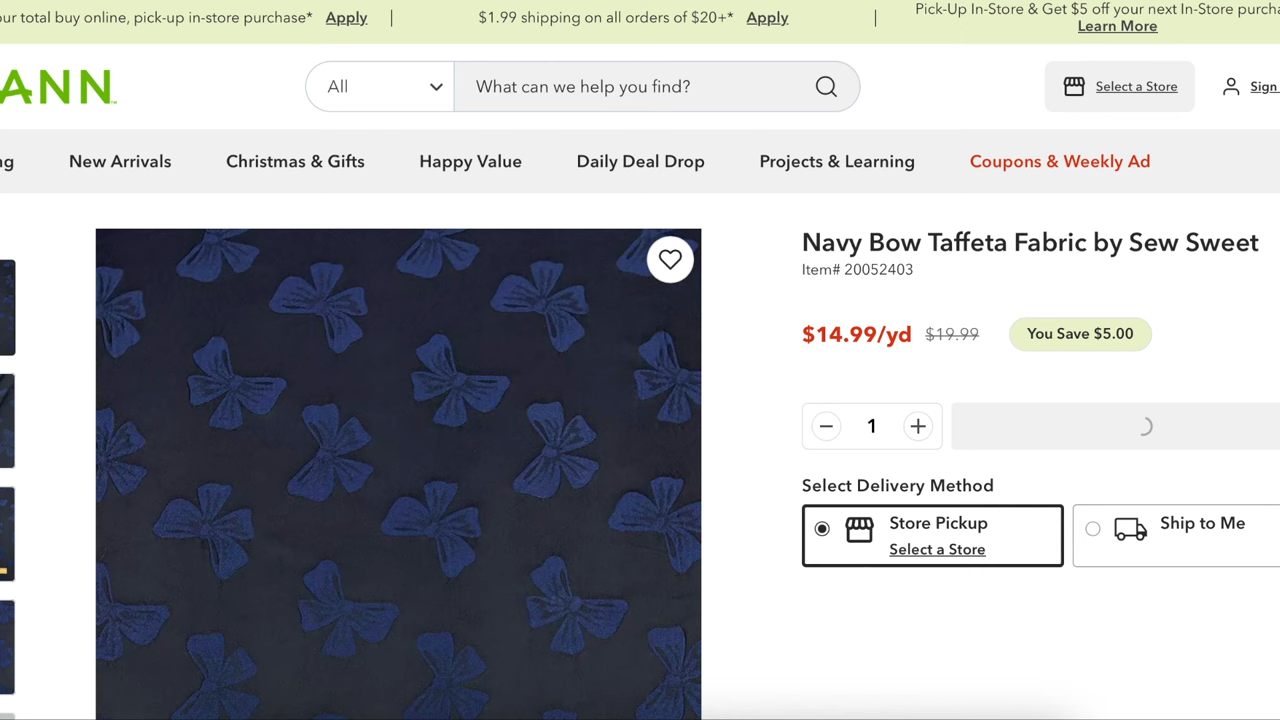 our total buy online, pick-up in-store purchase* Apply | $1.99 shipping on all orders of $20+* Apply | Pick-Up In-Store & Get $5 off your next In-Store
Learn More
ANN™
All What can we help you find? Select a Store Sign
New Arrivals Christmas & Gifts Happy Value Daily Deal Drop Projects & Learning Coupons & Weekly Ad
Navy Bow Taffeta Fabric by Sew Sweet
Item# 20052403
$14.99/yd $19.99 You Save $5.00
1
Select Delivery Method
Store Pickup
Select a Store
Ship to Me